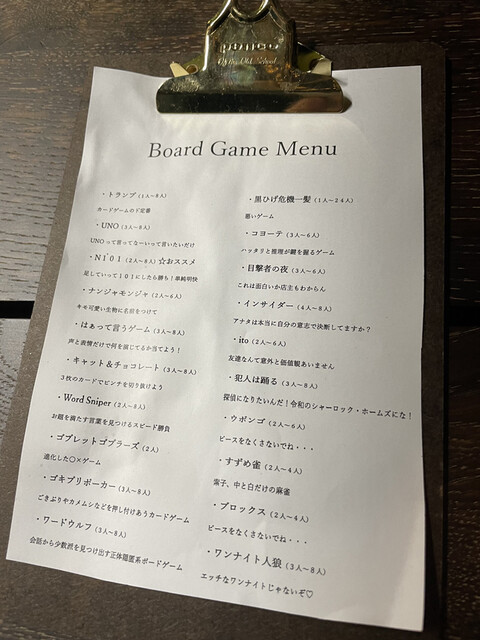 penco
Board Game Menu
・トランプ(1人〜8人)
カードゲームのド定番
・UNO(3人〜8人)
UNOって言ってなーいって言いたいだけ
・N1´01(2人〜8人)☆おススメ
足していって101にしたら勝ち！単純明快
・ナンジャモンジャ(2人〜6人)
キモ可愛い生物に名前をつけて
・はぁって言うゲーム(3人〜8人)
声と表情だけで何を演じてるか当てよう！
・キャット&チョコレート(3人〜8人)
3枚のカードでピンチを切り抜けよう
・Word Sniper(2人〜8人)
お題を満たす言葉を見つけるスピード勝負
・ゴブレットゴブラーズ(2人)
進化した〇×ゲーム
・ゴキブリポーカー(3人〜8人)
ごきぶりやカメムシなどを押し付けあうカードゲーム
・ワードウルフ(3人〜8人)
会話から少数派を見つけ出す正体隠匿系ボードゲーム
・黒ひげ危機一髪(1人〜24人)
・コヨーテ(3人〜6人)
ハッタリと推理が鍵を握るゲーム
・目撃者の夜(3人〜6人)
これは面白いか店主もわからん
・インサイダー(4人〜8人)
アナタは本当に自分の意志で決断してますか？
・ito(2人〜6人)
友達なんて意外と価値観あいません
・犯人は踊る(3人〜8人)
探偵になりたいんだ！令和のシャーロック・ホームズにな！
・ウボンゴ(2人〜6人)
ピースをなくさないでね・・・
・すずめ雀(2人〜4人)
索子、中と白だけの麻雀
・ブロックス(2人〜4人)
ピースをなくさないでね・・・
・ワンナイト人狼(3人〜8人)
エッチなワンナイトじゃないぞ♡